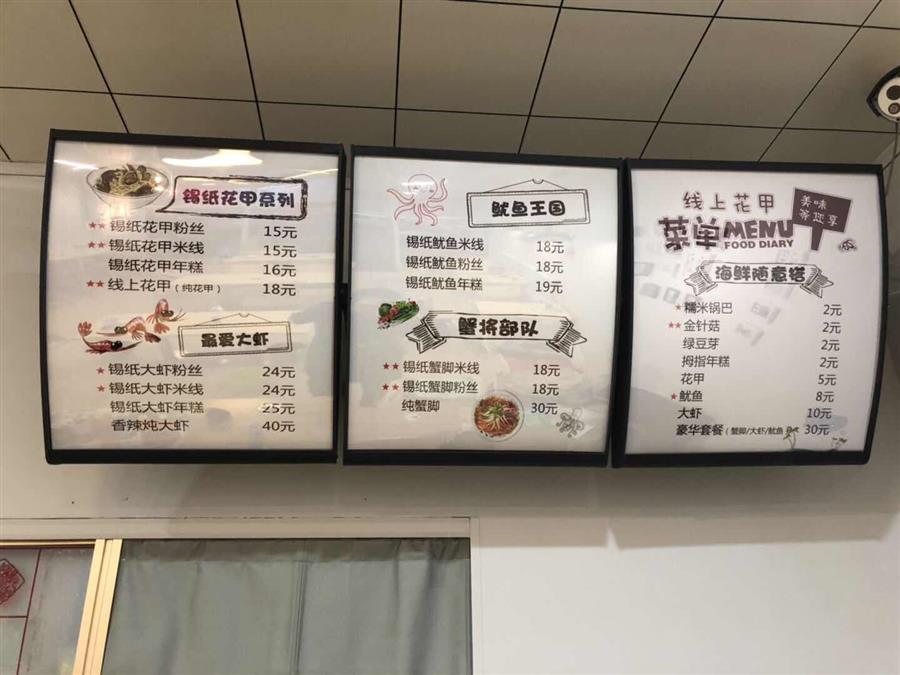 锡纸花甲系列
★★锡纸花甲粉丝 15元
★★锡纸花甲米线 15元
锡纸花甲年糕 16元
★★线上花甲（纯花甲） 18元
最爱大虾
★锡纸大虾粉丝 24元
★锡纸大虾米线 24元
锡纸大虾年糕 25元
香辣炖大虾 40元
鱿鱼王国
锡纸鱿鱼米线 18元
锡纸鱿鱼粉丝 18元
锡纸鱿鱼年糕 19元
蟹将部队
★★锡纸蟹脚米线 18元
★★锡纸蟹脚粉丝 18元
纯蟹脚 30元
线上花甲
美味
等您享
菜单MENU
FOOD DIARY
海鲜随意搭
★糯米锅巴 2元
★★金针菇 2元
绿豆芽 2元
拇指年糕 2元
花甲 5元
★鱿鱼 8元
大虾 10元
豪华套餐（蟹脚/大虾/鱿鱼） 30元